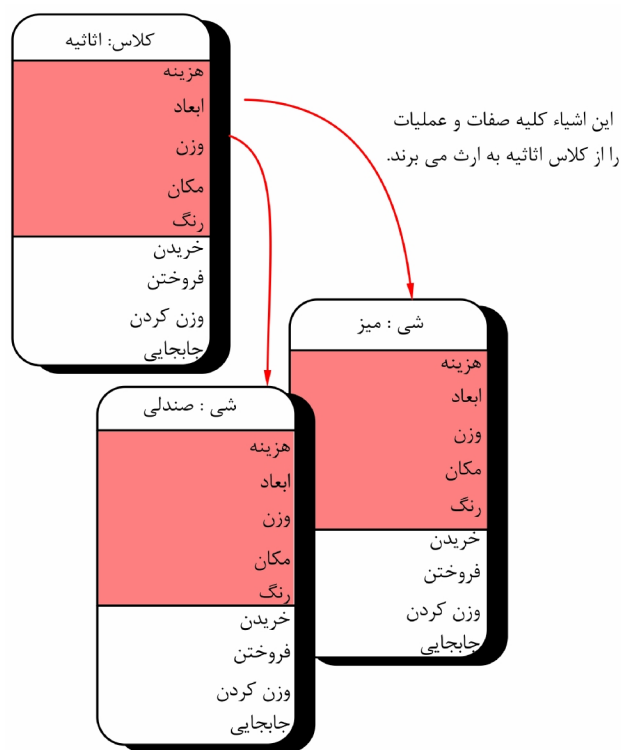 کلاس: اثاثیه
هزینه
ابعاد
وزن
مکان
رنگ
خریدن
فروختن
وزن کردن
جابجایی
این اشیاء کلیه صفات و عملیات
را از کلاس اثاثیه به ارث می برند.
شی : میز
هزینه
ابعاد
وزن
مکان
رنگ
خریدن
فروختن
وزن کردن
جابجایی
شی : صندلی
هزینه
ابعاد
وزن
مکان
رنگ
خریدن
فروختن
وزن کردن
جابجایی